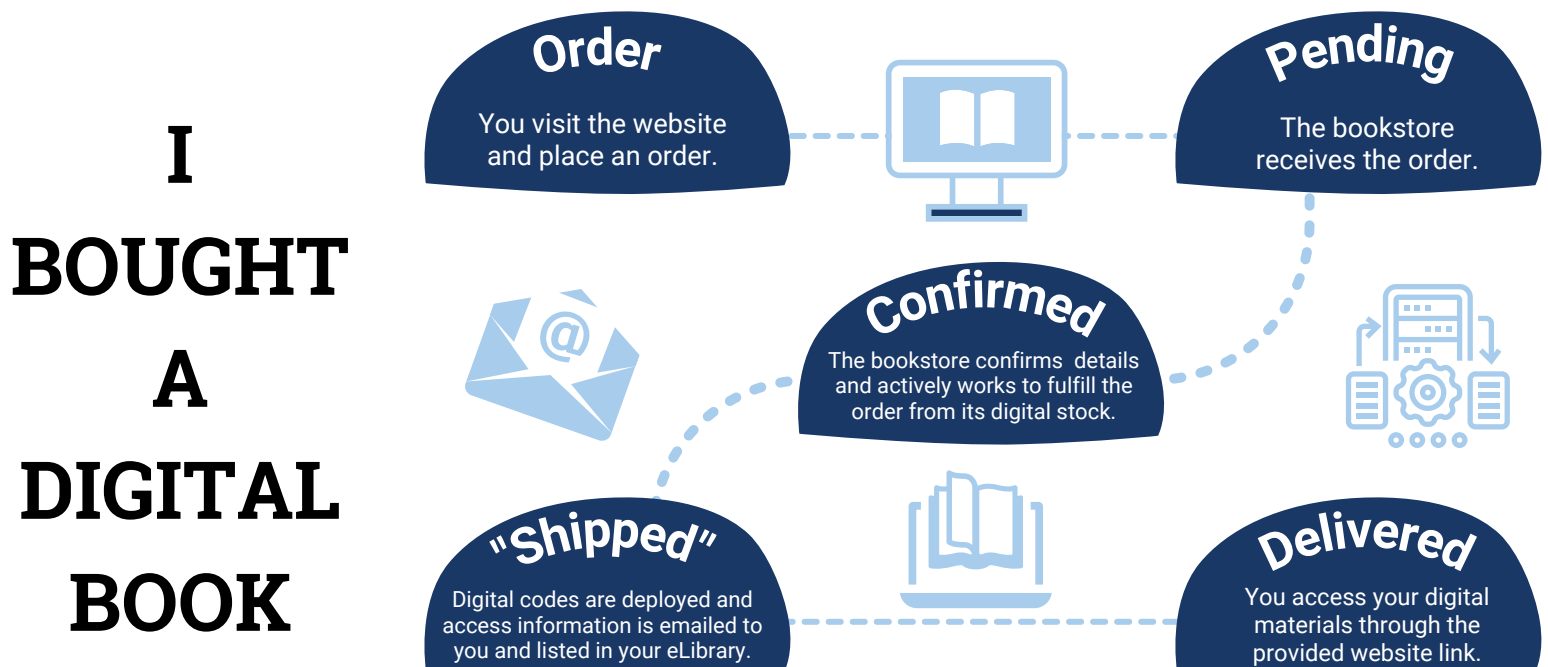 I
BOUGHT
A
DIGITAL
BOOK
Order
You visit the website
and place an order.
Pending
The bookstore
receives the order.
@
Confirmed
The bookstore confirms  details
and actively works to fulfill the
order from its digital stock.
"Shipped"
Digital codes are deployed and
access information is emailed to
you and listed in your eLibrary.
Delivered
You access your digital
materials through the
provided website link.